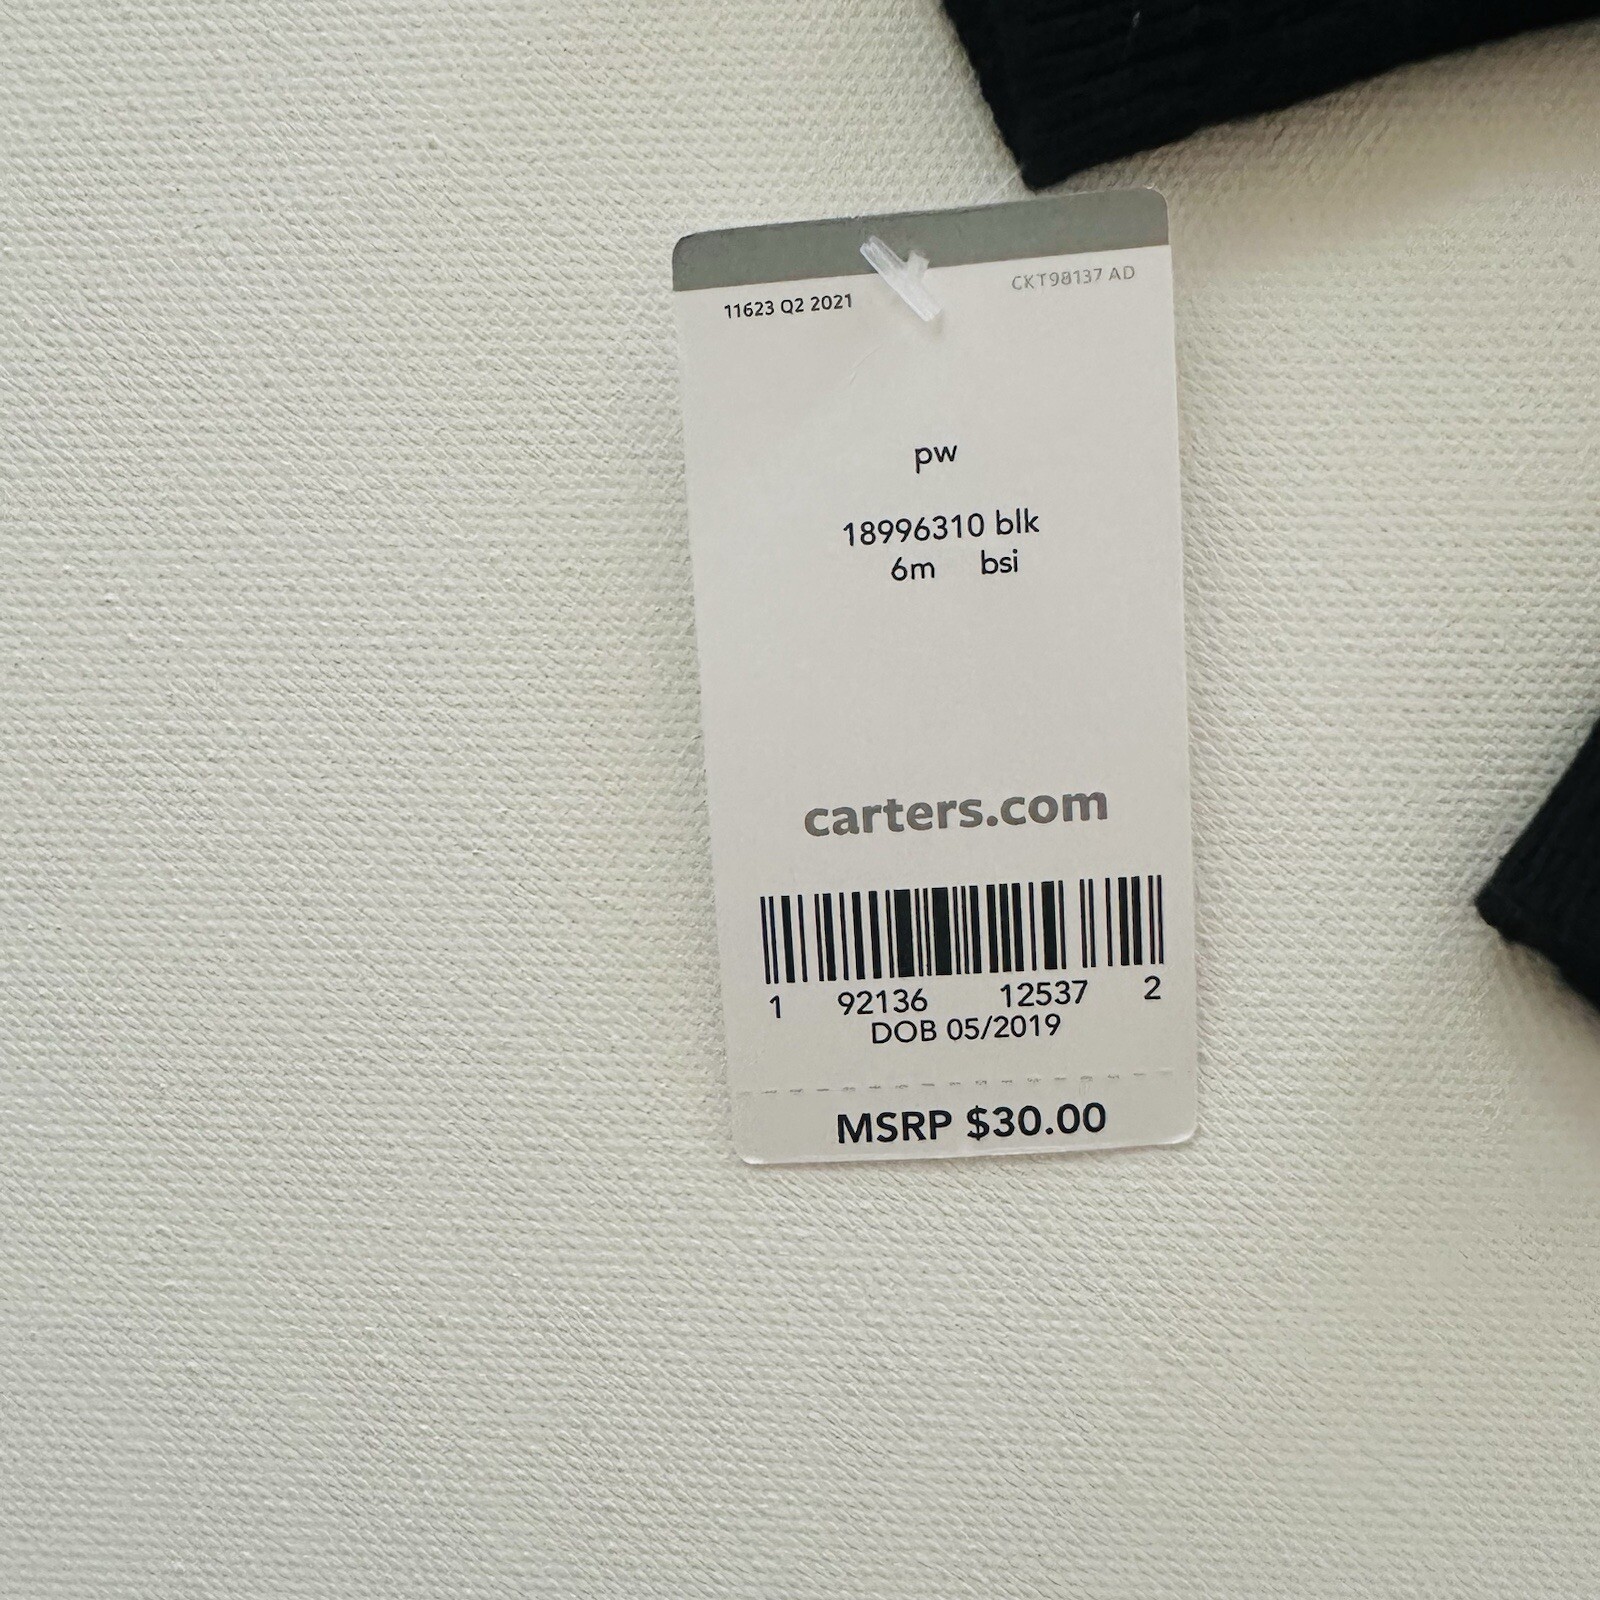 11623 Q2 2021
CKT98137 AD
pw
18996310 blk
6m bsi
carters.com
1 92136 12537 2
DOB 05/2019
MSRP $30.00